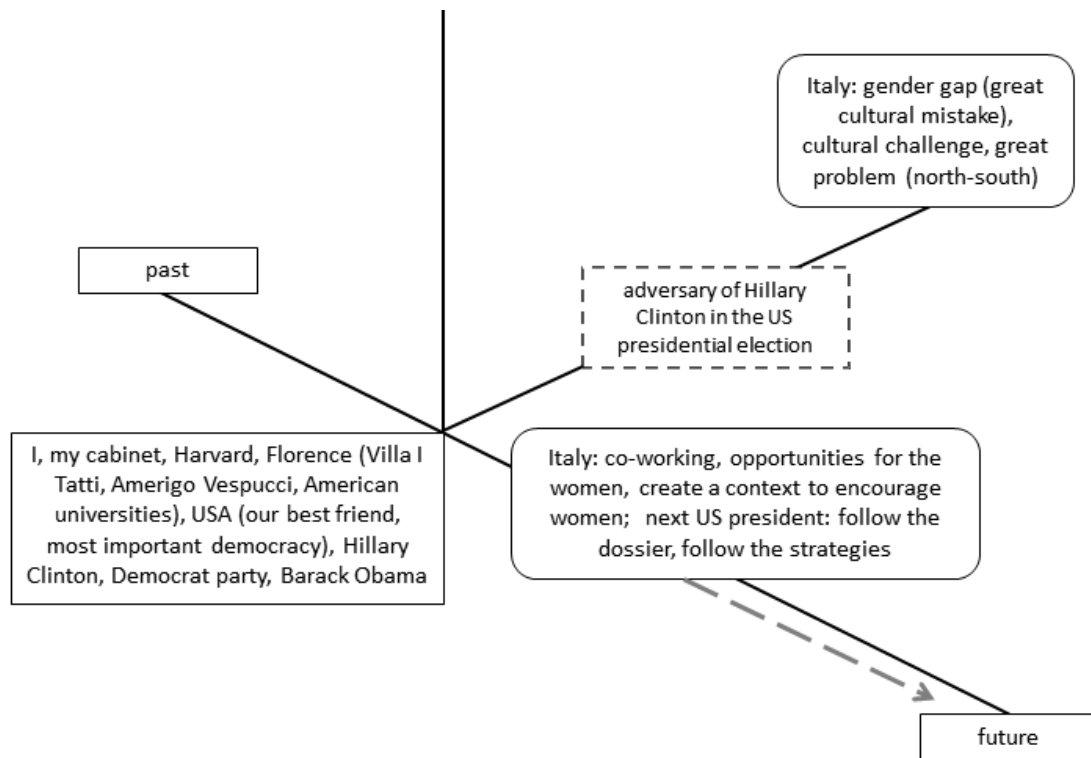 Italy: gender gap (great
cultural mistake),
cultural challenge, great
problem (north-south)
past
adversary of Hillary
Clinton in the US
presidential election
I, my cabinet, Harvard, Florence (Villa I
Tatti, Amerigo Vespucci, American
universities), USA (our best friend,
most important democracy), Hillary
Clinton, Democrat party, Barack Obama
Italy: co-working, opportunities for the
women, create a context to encourage
women; next US president: follow the
dossier, follow the strategies
future